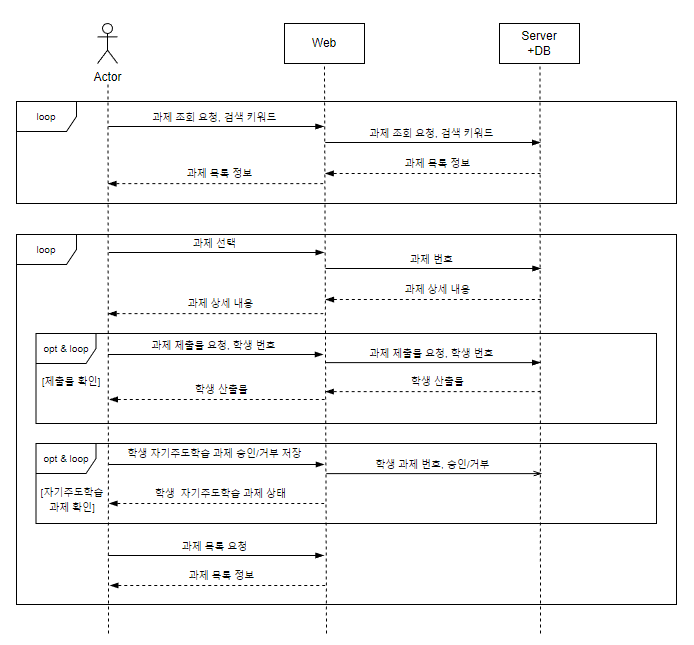 Actor
Web
Server
+DB
loop
과제 조회 요청, 검색 키워드
과제 조회 요청, 검색 키워드
과제 목록 정보
과제 목록 정보
loop
과제 선택
과제 번호
과제 상세 내용
과제 상세 내용
opt & loop
[제출물 확인]
과제 제출물 요청, 학생 번호
과제 제출물 요청, 학생 번호
학생 산출물
학생 산출물
opt & loop
[자기주도학습
과제 확인]
학생 자기주도학습 과제 승인/거부 저장
학생 과제 번호, 승인/거부
학생 자기주도학습 과제 상태
과제 목록 요청
과제 목록 정보